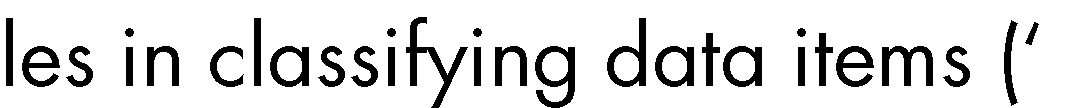 les in classifying data items (‘